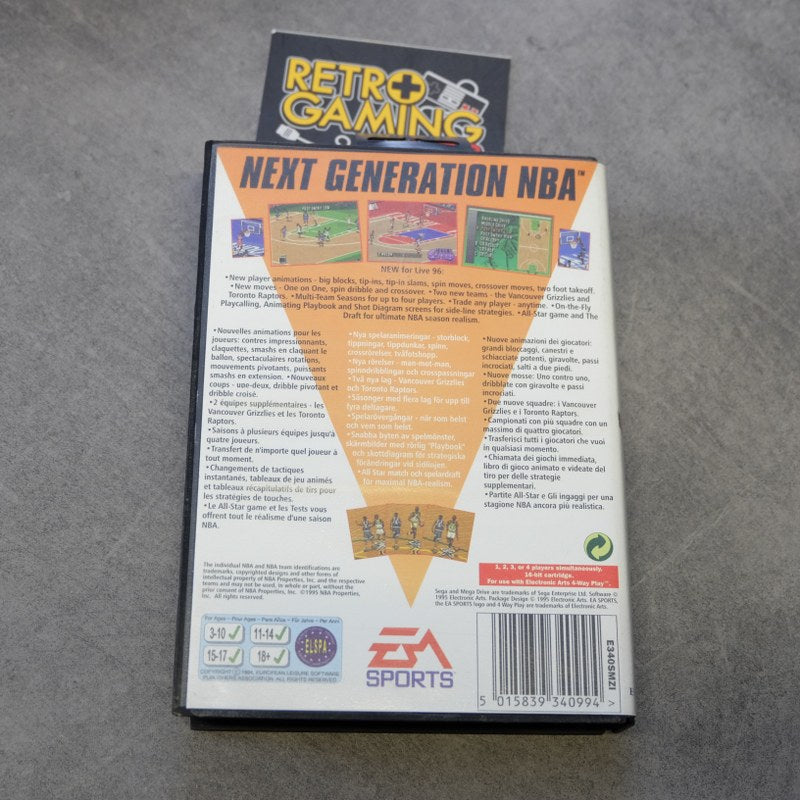 RETRO
GAMING
NEXT GENERATION NBA™
NEW for Live 96:
•New player animations - big blocks, tip-ins, tip-in slams, spin moves, crossover moves, two foot takeoff.
•New moves - One on One, spin dribble and crossover. •Two new teams - the Vancouver Grizzlies and
Toronto Raptors. •Multi-Team Seasons for up to four players. •Trade any player - anytime. •On-the-Fly
Playcalling, Animating Playbook and Shot Diagram screens for side-line strategies. •All-Star game and The
Draft for ultimate NBA season realism.
•Nouvelles animations pour les
joueurs: contres impressionnants,
claquettes, smashs en claquant le
ballon, spectaculaires rotations,
mouvements pivotants, puissants
smashs en extension. •Nouveaux
coups - une-deux, dribble pivotant et
dribble croisé.
•2 équipes supplémentaires - les
Vancouver Grizzlies et les Toronto
Raptors.
•Saisons à plusieurs équipes jusqu'à
quatre joueurs.
•Transfert de n'importe quel joueur à
tout moment.
•Changements de tactiques
instantanés, tableaux de jeu animés
et tableaux récapitulatifs de tirs pour
les stratégies de touches.
•Le All-Star game et les Tests vous
offrent tout le réalisme d'une saison
NBA.
•Nya spelaranimeringar - storblock,
tippningar, tippdunkar, spinn,
crossrörelser, tvåfotshopp.
•Nya rörelser - man-mot-man,
spinndribblingar och crosspassningar
•Två nya lag - Vancouver Grizzlies
och Toronto Raptors.
•Säsonger med flera lag för upp till
fyra deltagare.
•Spelarövergångar - när som helst
och vem som helst.
•Snabba byten av spelmönster,
skärmbilder med rörlig "Playbook"
och skottdiagram för strategiska
förändringar vid sidlinjen.
•All Star match och spelardraft
för maximal NBA-realism.
•Nuove animazioni dei giocatori:
grandi bloccaggi, canestri e
schiacciate potenti, giravolte, passi
incrociati, salti a due piedi.
•Nuove mosse: Uno contro uno,
dribblate con giravolte e passi
incrociati.
•Due nuove squadre: i Vancouver
Grizzlies e i Toronto Raptors.
•Campionati con piu squadre con un
massimo di quattro giocatori.
•Trasferisci tutti i giocatori che vuoi
in qualsiasi momento.
•Chiamata dei giochi immediata,
libro di gioco animato e videate del
tiro per delle strategie
supplementari.
•Partite All-Star e Gli ingaggi per una
stagione NBA ancora più realistica.
The individual NBA and NBA team identifications are
trademarks, copyrighted designs and other forms of
intellectual property of NBA Properties, Inc. and the respective
teams and may not be used, in whole or part, without the
prior consent of NBA Properties, Inc. ©1995 NBA Properties,
Inc. All rights reserved.
1, 2, 3, or 4 players simultaneously.
16-bit cartridge.
For use with Electronic Arts 4-Way Play™
Sega and Mega Drive are trademarks of Sega Enterprise Ltd. Software ©
1995 Electronic Arts. Package Design © 1995 Electronic Arts. EA SPORTS,
the EA SPORTS logo and 4 Way Play are trademarks of Electronic Arts.
For Ages - Pour Ages - Para Años - Für Jahre - Per Anni
3-10 11-14
15-17 18+
ELSPA
COPYRIGHT © 1994, EUROPEAN LEISURE SOFTWARE
PUBLISHERS ASSOCIATION. ALL RIGHTS RESERVED.
EA
SPORTS
E340SMZI
5 015839 340994 >